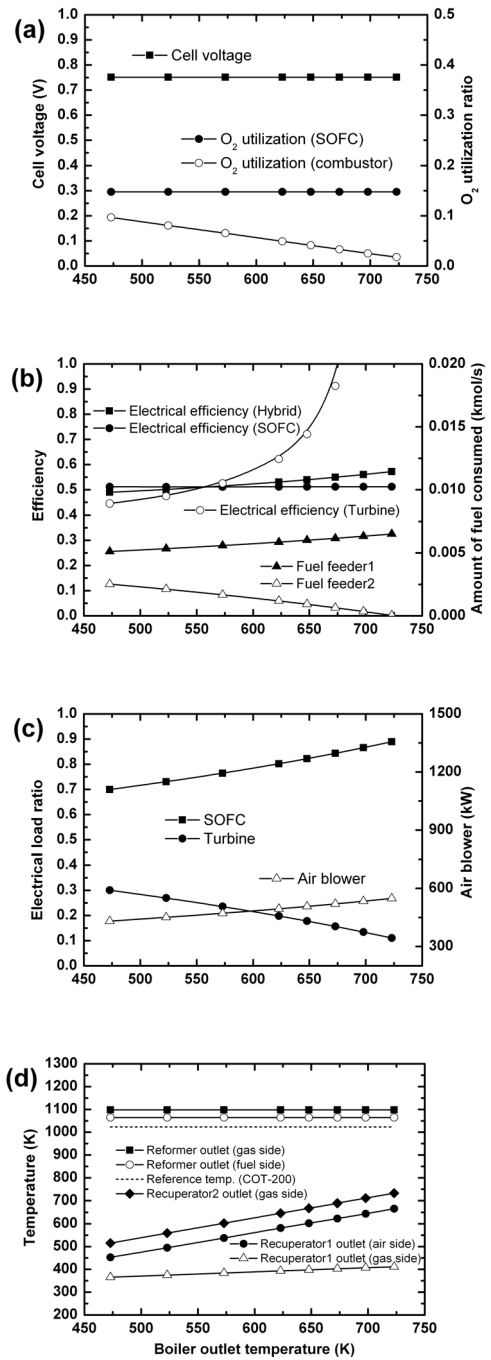 (a)
1.0
0.9
0.8
0.7
0.6
0.5
0.4
0.3
0.2
0.1
0.0
Cell voltage (V)
Cell voltage
O2 utilization (SOFC)
O2 utilization (combustor)
0.5
0.4
0.3
0.2
0.1
0.0
O2 utilization ratio
450 500 550 600 650 700 750
(b)
1.0
0.9
0.8
0.7
0.6
0.5
0.4
0.3
0.2
0.1
0.0
Efficiency
Electrical efficiency (Hybrid)
Electrical efficiency (SOFC)
Electrical efficiency (Turbine)
Fuel feeder1
Fuel feeder2
0.020
0.015
0.010
0.005
0.000
Amount of fuel consumed (kmol/s)
450 500 550 600 650 700 750
(c)
1.0
0.9
0.8
0.7
0.6
0.5
0.4
0.3
0.2
0.1
0.0
Electrical load ratio
SOFC
Turbine
Air blower
1500
1200
900
600
300
Air blower (kW)
450 500 550 600 650 700 750
(d)
1300
1200
1100
1000
900
800
700
600
500
400
300
200
Temperature (K)
Reformer outlet (gas side)
Reformer outlet (fuel side)
Reference temp. (COT-200)
Recuperator2 outlet (gas side)
Recuperator1 outlet (air side)
Recuperator1 outlet (gas side)
450 500 550 600 650 700 750
Boiler outlet temperature (K)